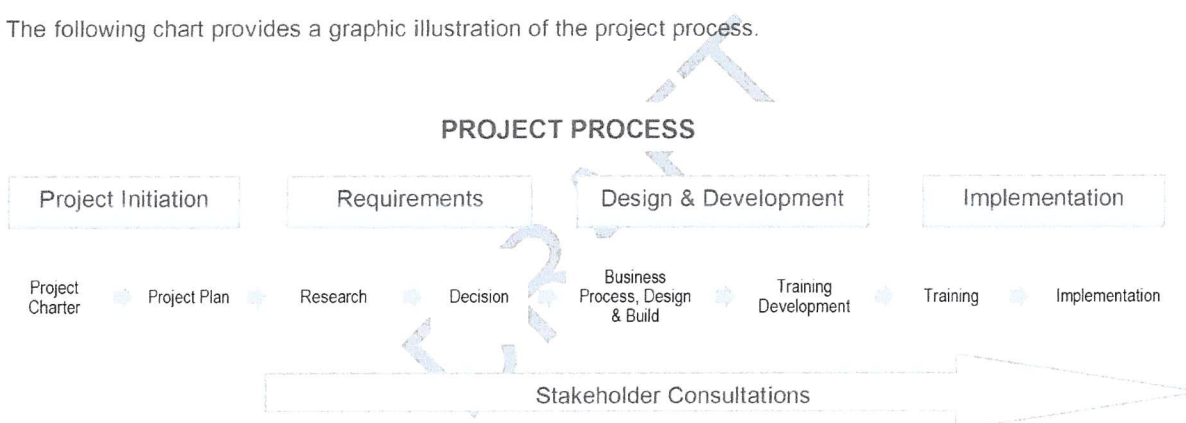 The following chart provides a graphic illustration of the project process.
PROJECT PROCESS
Project Initiation
Requirements
Design & Development
Implementation
Project
Charter
Project Plan
Research
Decision
Business
Process, Design
& Build
Training
Development
Training
Implementation
Stakeholder Consultations